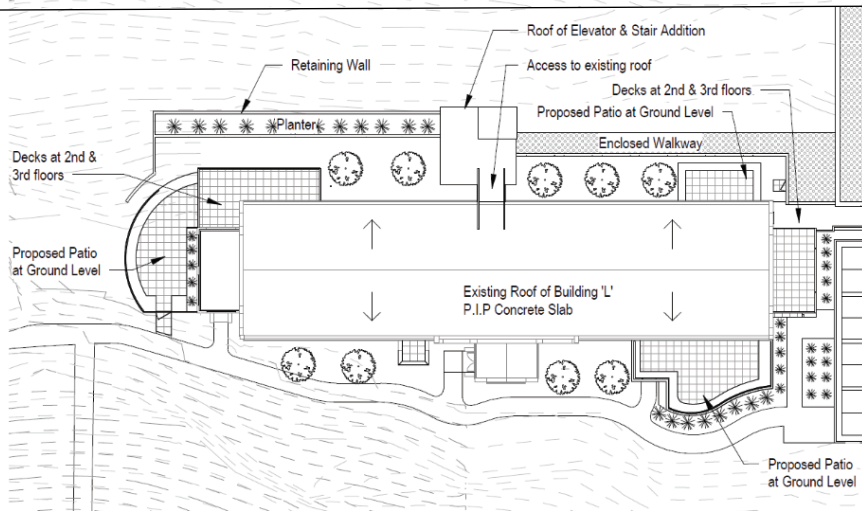 Roof of Elevator & Stair Addition
Retaining Wall
Access to existing roof
Decks at 2nd & 3rd floors
Proposed Patio at Ground Level
Planter
Enclosed Walkway
Decks at 2nd &
3rd floors
Proposed Patio
at Ground Level
Existing Roof of Building 'L'
P.I.P Concrete Slab
Proposed Patio
at Ground Level